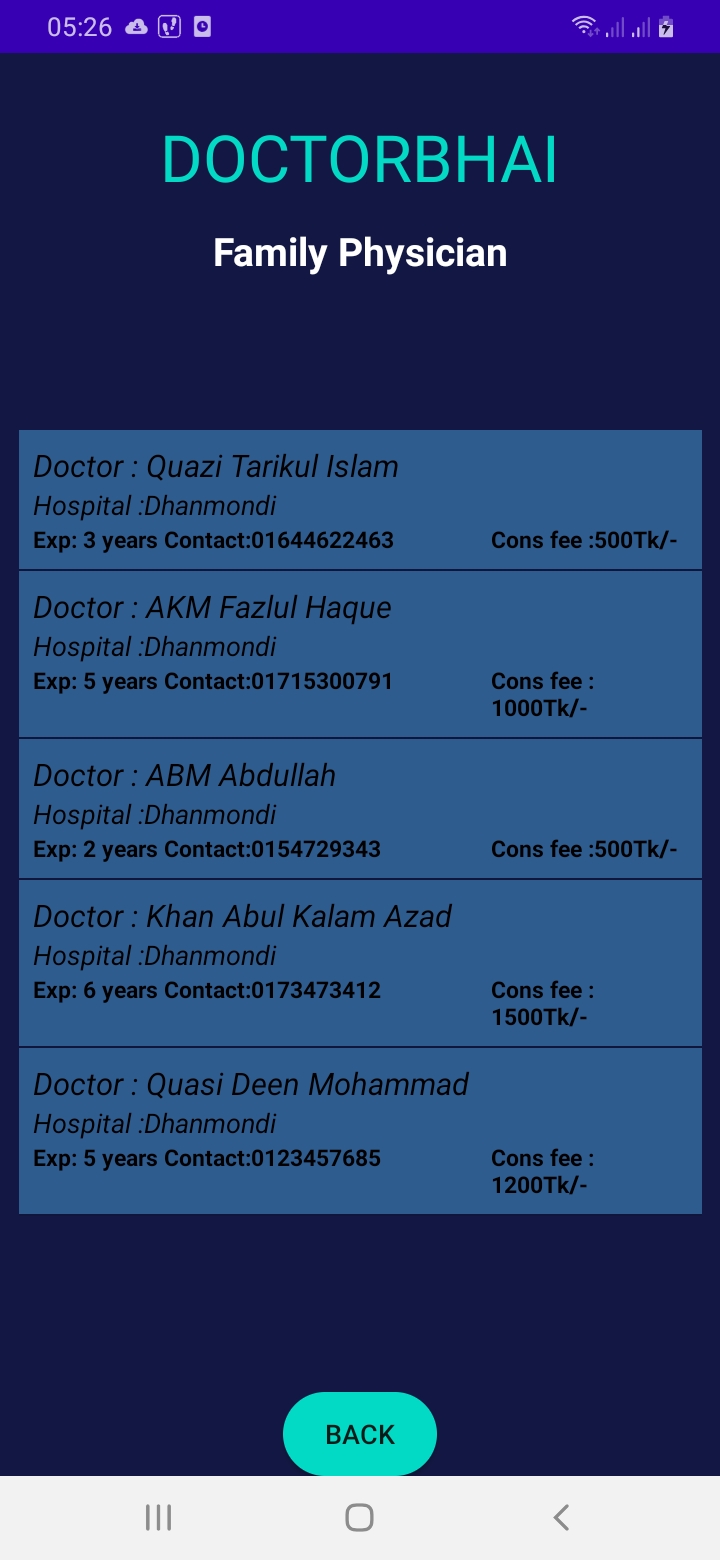 05:26
DOCTORBHAI
Family Physician
Doctor : Quazi Tarikul Islam
Hospital :Dhanmondi
Exp: 3 years Contact:01644622463 Cons fee :500Tk/-
Doctor : AKM Fazlul Haque
Hospital :Dhanmondi
Exp: 5 years Contact:01715300791 Cons fee :
1000Tk/-
Doctor : ABM Abdullah
Hospital :Dhanmondi
Exp: 2 years Contact:0154729343 Cons fee :500Tk/-
Doctor : Khan Abul Kalam Azad
Hospital :Dhanmondi
Exp: 6 years Contact:0173473412 Cons fee :
1500Tk/-
Doctor : Quasi Deen Mohammad
Hospital :Dhanmondi
Exp: 5 years Contact:0123457685 Cons fee :
1200Tk/-
BACK